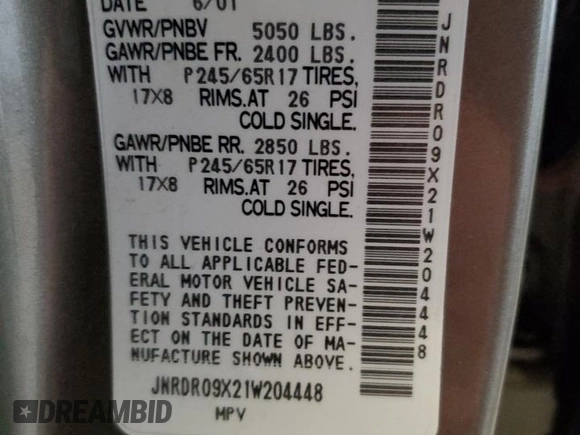 DATE 6/01
GVWR/PNBV 5050 LBS.
GAWR/PNBE FR. 2400 LBS.
WITH P245/65R17 TIRES,
17X8 RIMS.AT 26 PSI
COLD SINGLE.
GAWR/PNBE RR. 2850 LBS.
WITH P245/65R17 TIRES,
17X8 RIMS.AT 26 PSI
COLD SINGLE.
THIS VEHICLE CONFORMS
TO ALL APPLICABLE FED-
ERAL MOTOR VEHICLE SA-
FETY AND THEFT PREVEN-
TION STANDARDS IN EFF-
ECT ON THE DATE OF MA-
NUFACTURE SHOWN ABOVE.
JNRDR09X21W204448
MPV
JNRDR09X21W204448
DREAMBID